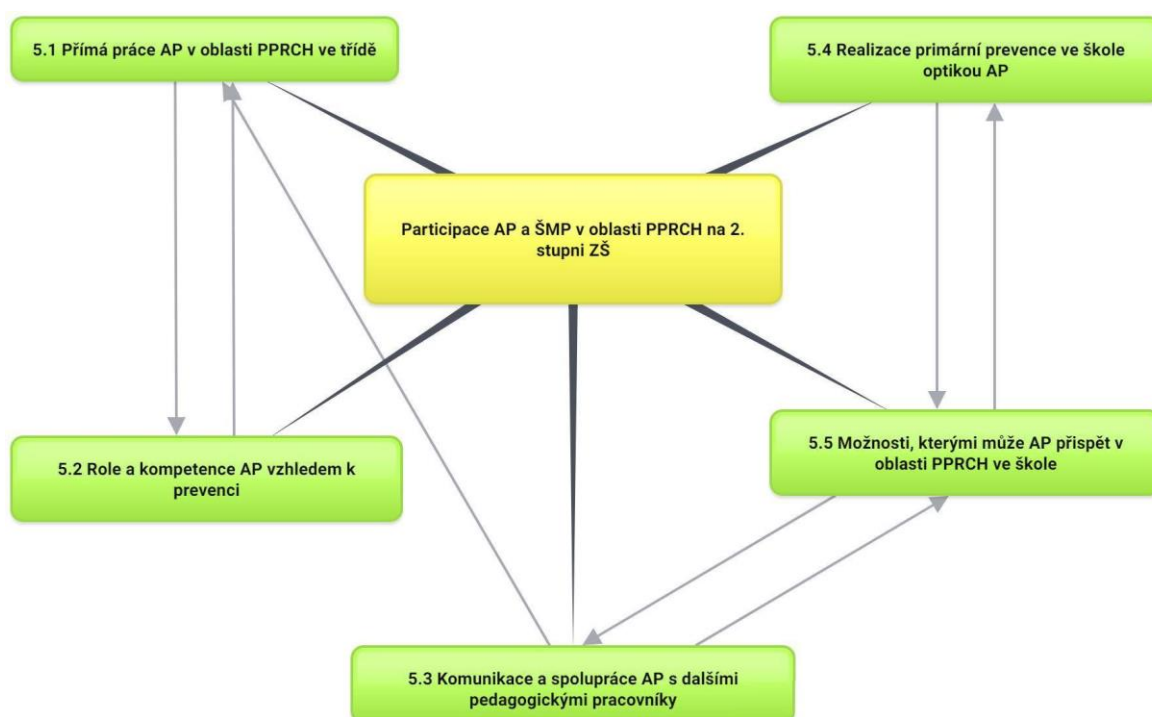 5.1 Přímá práce AP v oblasti PPRCH ve třídě
5.4 Realizace primární prevence ve škole
optikou AP
Participace AP a ŠMP v oblasti PPRCH na 2.
stupni ZŠ
5.2 Role a kompetence AP vzhledem k
prevenci
5.5 Možnosti, kterými může AP přispět v
oblasti PPRCH ve škole
5.3 Komunikace a spolupráce AP s dalšími
pedagogickými pracovníky